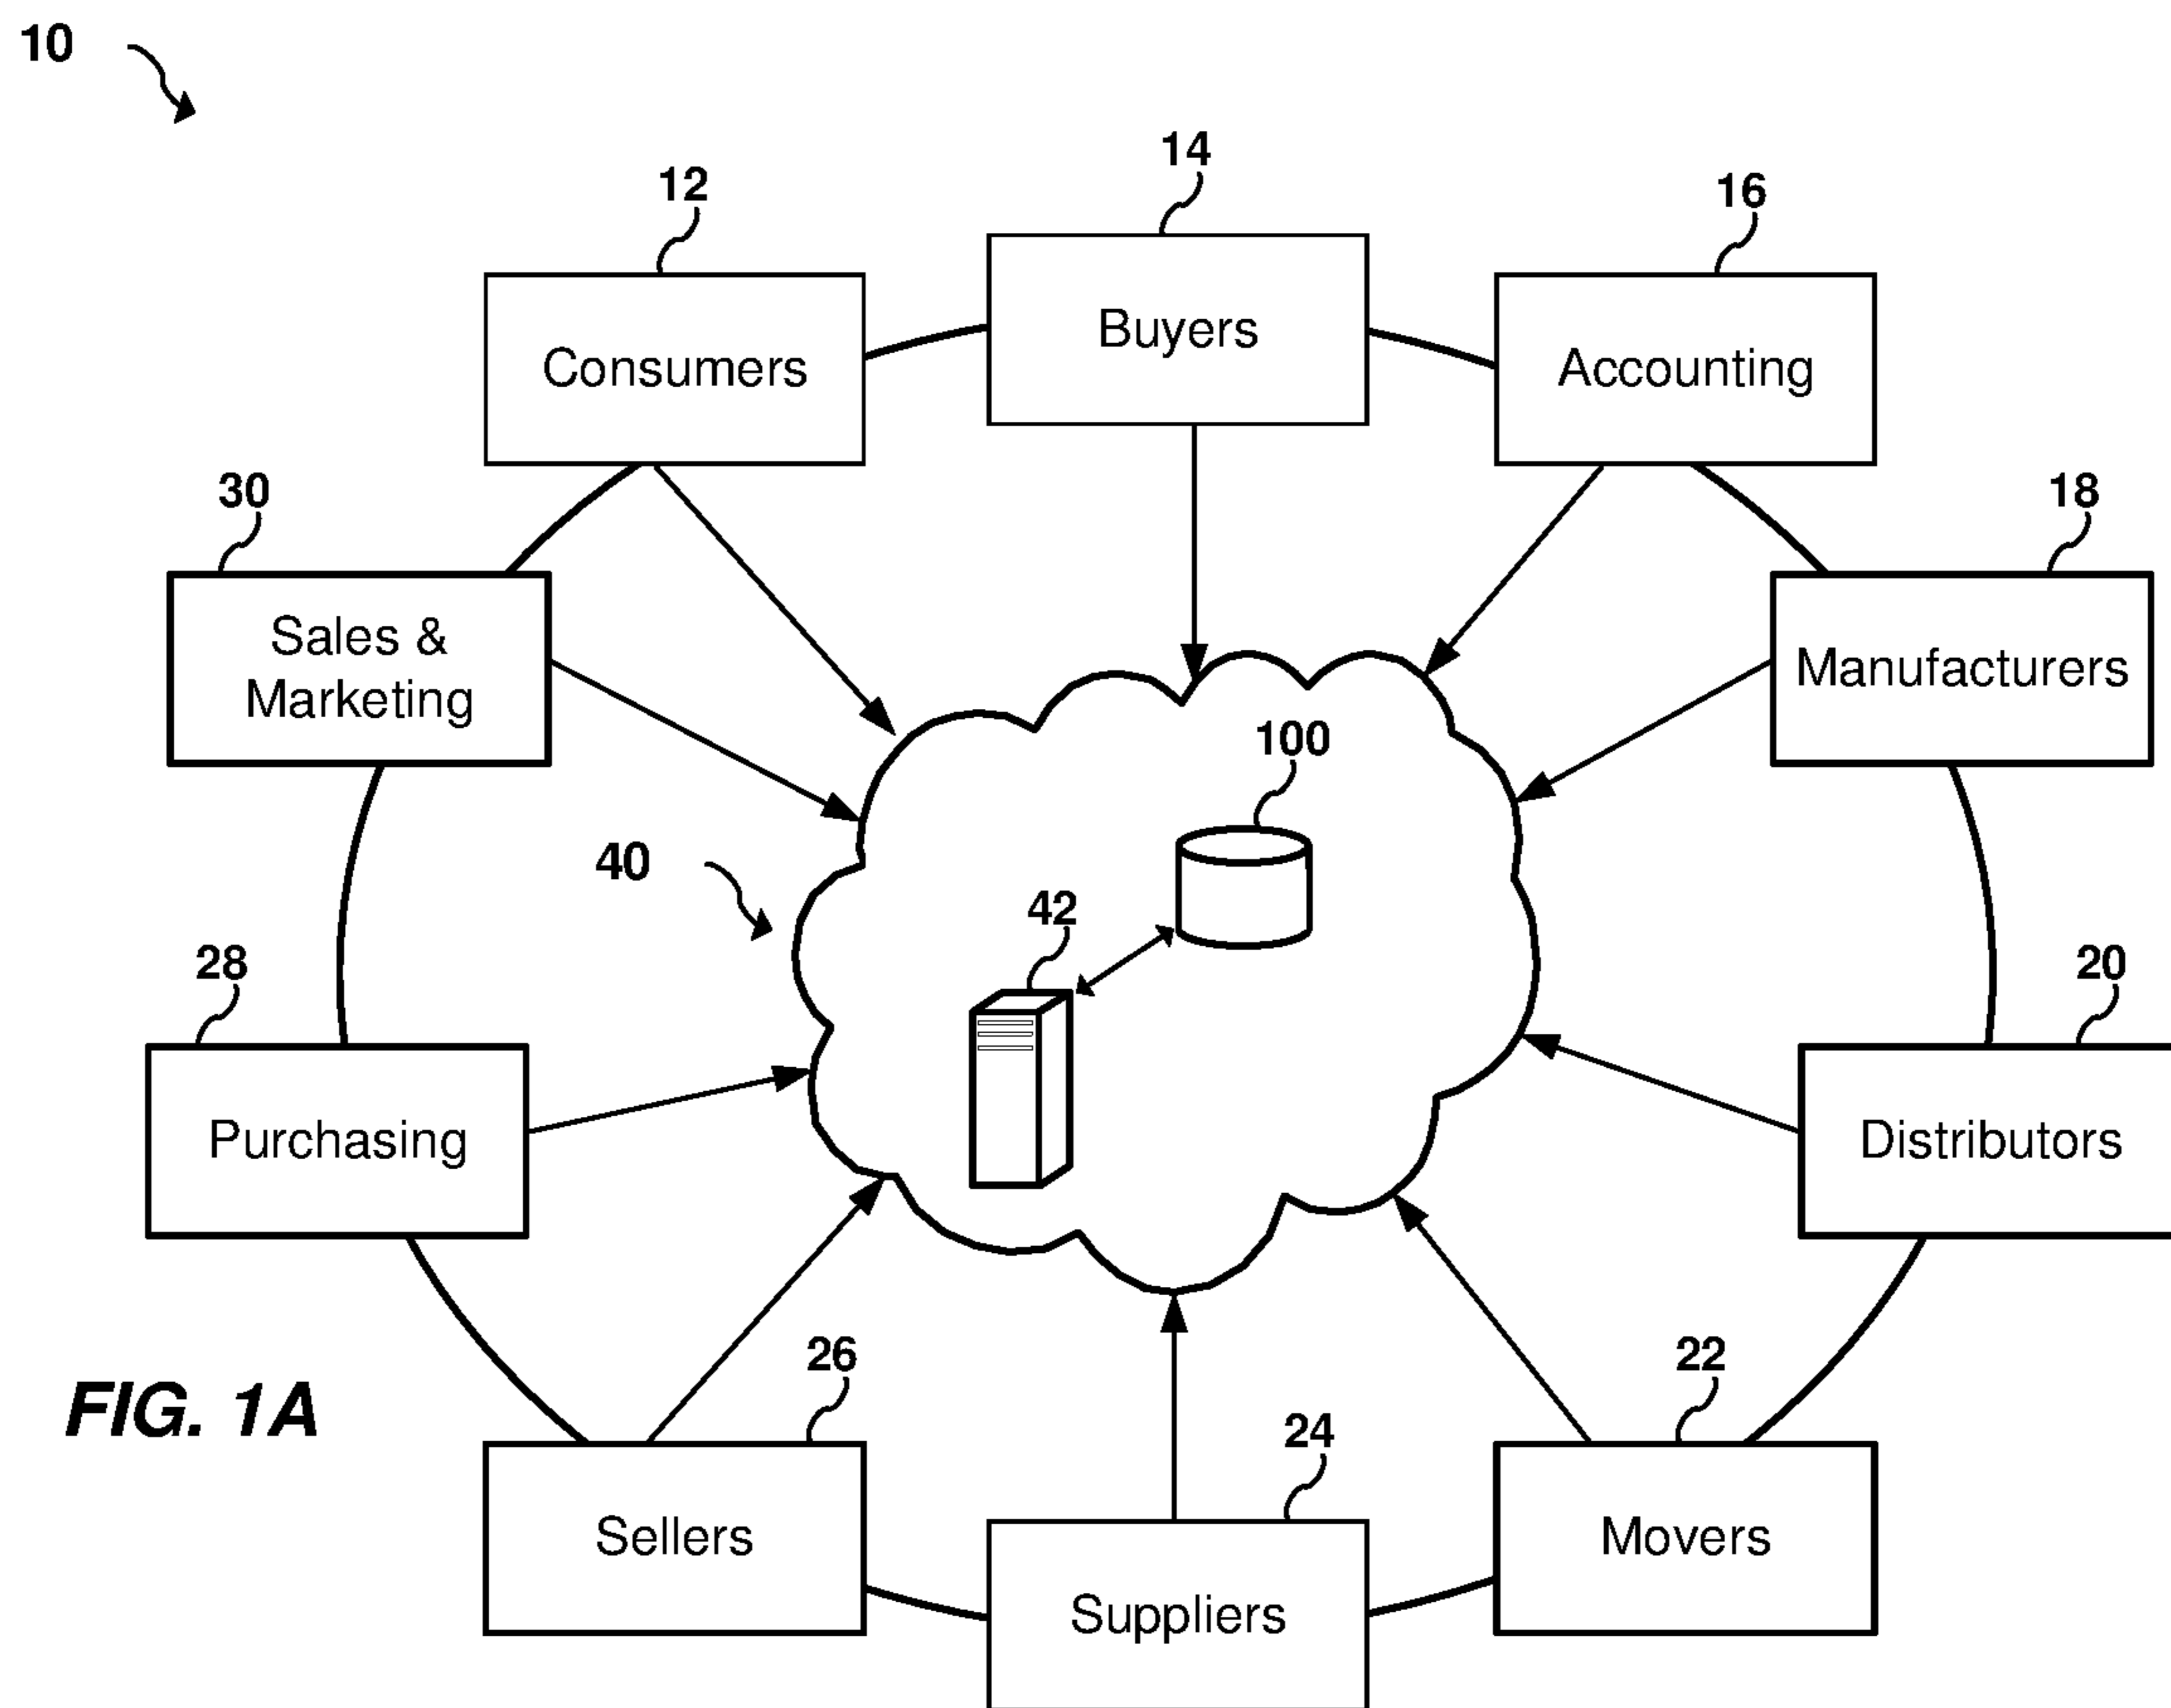 10
14
12
16
Buyers
Consumers
Accounting
30
18
Sales &
Marketing
Manufacturers
100
40
42
28
20
Purchasing
Distributors
26
22
FIG. 1A
24
Sellers
Movers
Suppliers